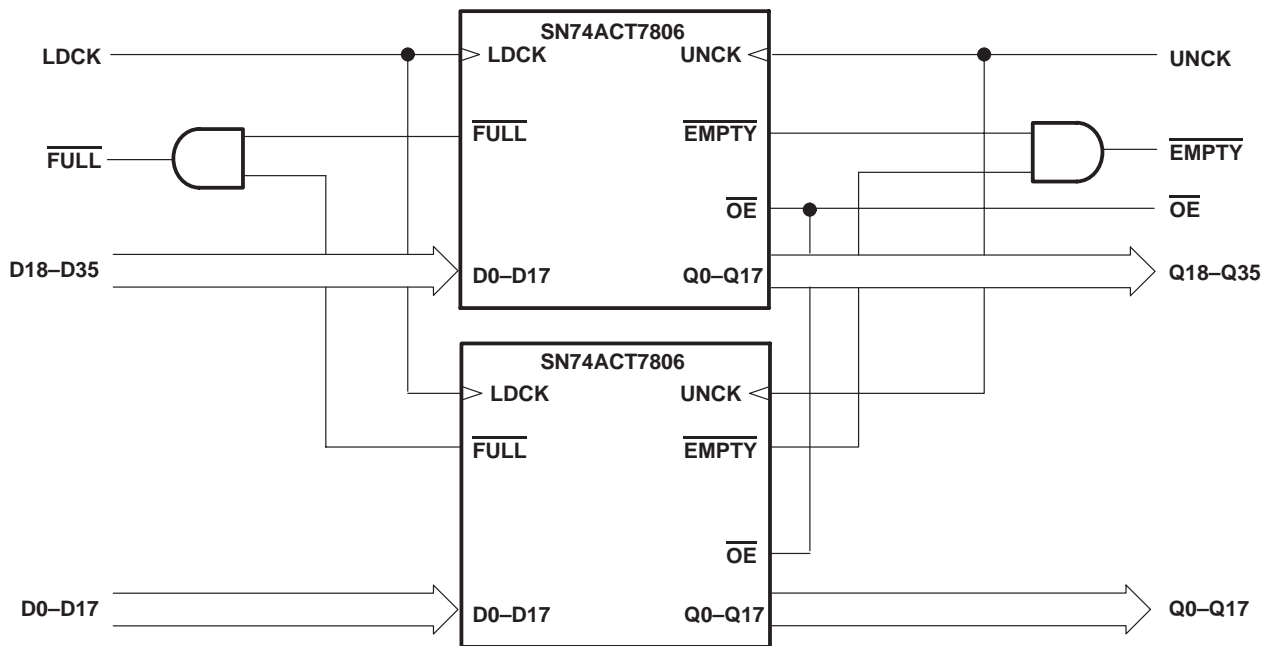 SN74ACT7806
LDCK
LDCK
UNCK
UNCK
FULL
FULL
EMPTY
EMPTY
OE
OE
D18–D35
D0–D17
Q0–Q17
Q18–Q35
SN74ACT7806
LDCK
UNCK
FULL
EMPTY
OE
D0–D17
D0–D17
Q0–Q17
Q0–Q17